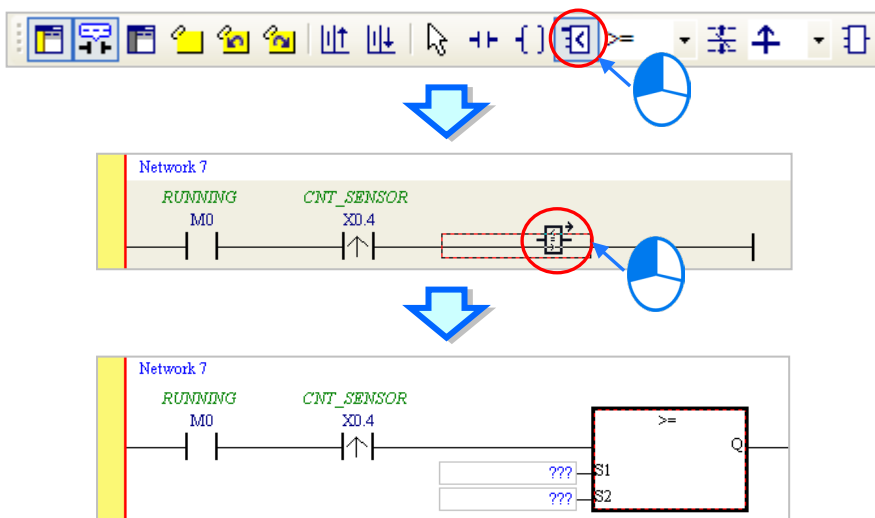 >=
Network 7
RUNNING CNT_SENSOR
M0 X0.4
Network 7
RUNNING CNT_SENSOR
M0 X0.4
>=
Q
??? S1
??? S2